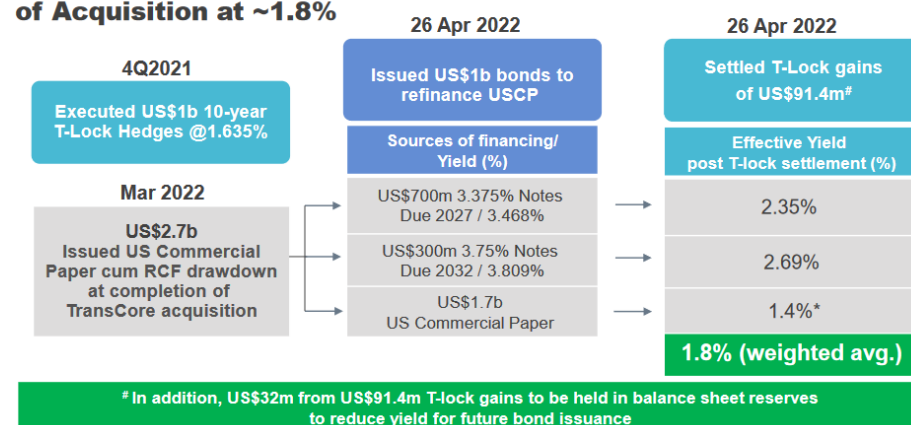 of Acquisition at ~1.8%
4Q2021
Executed US$1b 10-year
T-Lock Hedges @1.635%
Mar 2022
US$2.7b
Issued US Commercial
Paper cum RCF drawdown
at completion of
TransCore acquisition
26 Apr 2022
Issued US$1b bonds to
refinance USCP
Sources of financing/
Yield (%)
US$700m 3.375% Notes
Due 2027 / 3.468%
US$300m 3.75% Notes
Due 2032 / 3.809%
US$1.7b
US Commercial Paper
26 Apr 2022
Settled T-Lock gains
of US$91.4m#
Effective Yield
post T-lock settlement (%)
2.35%
2.69%
1.4%*
1.8% (weighted avg.)
# In addition, US$32m from US$91.4m T-lock gains to be held in balance sheet reserves
to reduce yield for future bond issuance